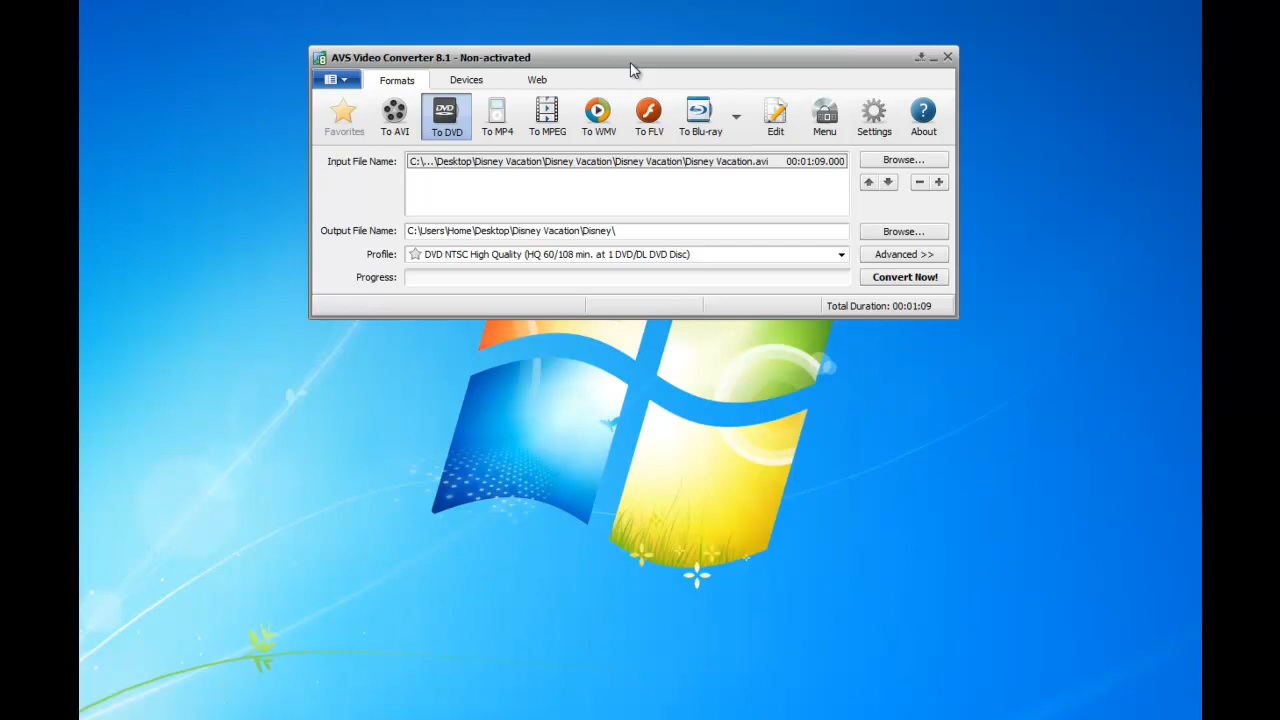 AVS Video Converter 8.1 - Non-activated
Formats Devices Web
Favorites To AVI To DVD To MP4 To MPEG To WMV To FLV To Blu-ray Edit Menu Settings About
Input File Name: C:\...\Desktop\Disney Vacation\Disney Vacation\Disney Vacation\Disney Vacation.avi 00:01:09.000 Browse...
Output File Name: C:\Users\Home\Desktop\Disney Vacation\Disney\ Browse...
Profile: DVD NTSC High Quality (HQ 60/108 min. at 1 DVD/DL DVD Disc) Advanced >>
Progress: Convert Now!
Total Duration: 00:01:09